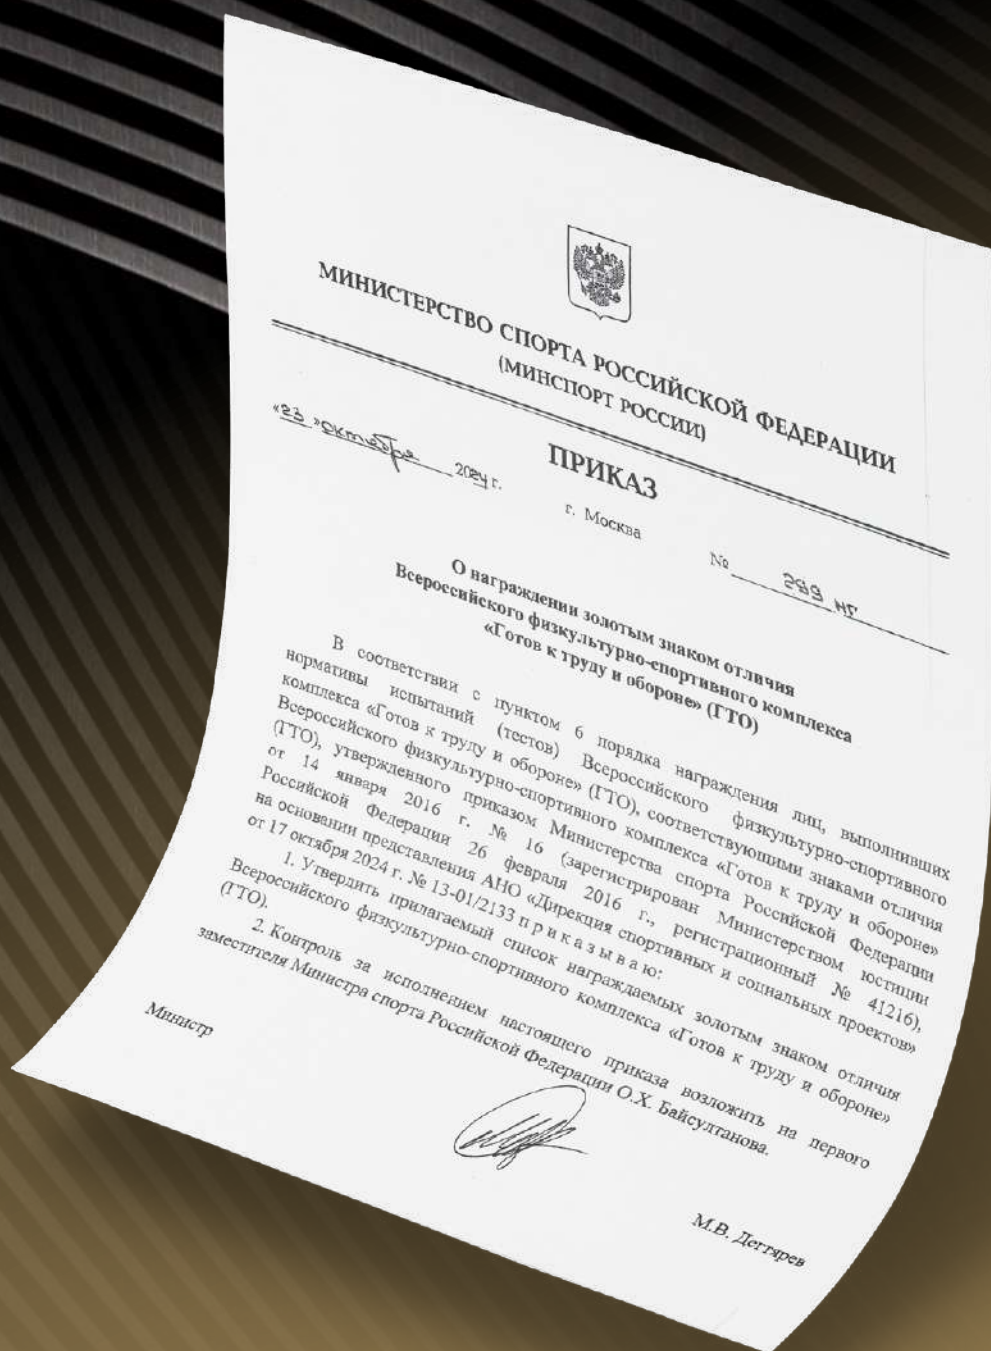 МИНИСТЕРСТВО СПОРТА РОССИЙСКОЙ ФЕДЕРАЦИИ
(МИНСПОРТ РОССИИ)
ПРИКАЗ
«23 » октября 2024 г.
г. Москва
№ 289 нг
О награждении золотым знаком отличия
Всероссийского физкультурно-спортивного комплекса
«Готов к труду и обороне» (ГТО)
В соответствии с пунктом 6 порядка награждения лиц, выполнивших
нормативы испытаний (тестов) Всероссийского физкультурно-спортивного
комплекса «Готов к труду и обороне» (ГТО), соответствующими знаками отличия
Всероссийского физкультурно-спортивного комплекса «Готов к труду и обороне»
(ГТО), утвержденного приказом Министерства спорта Российской Федерации
от 14 января 2016 г. № 16 (зарегистрирован Министерством юстиции
Российской Федерации 26 февраля 2016 г., регистрационный № 41216),
на основании представления АНО «Дирекция спортивных и социальных проектов»
от 17 октября 2024 г. № 13-01/2133 п р и к а з ы в а ю:
1. Утвердить прилагаемый список награждаемых золотым знаком отличия
Всероссийского физкультурно-спортивного комплекса «Готов к труду и обороне»
(ГТО).
2. Контроль за исполнением настоящего приказа возложить на первого
заместителя Министра спорта Российской Федерации О.Х. Байсултанова.
Министр
М.В. Дегтярев